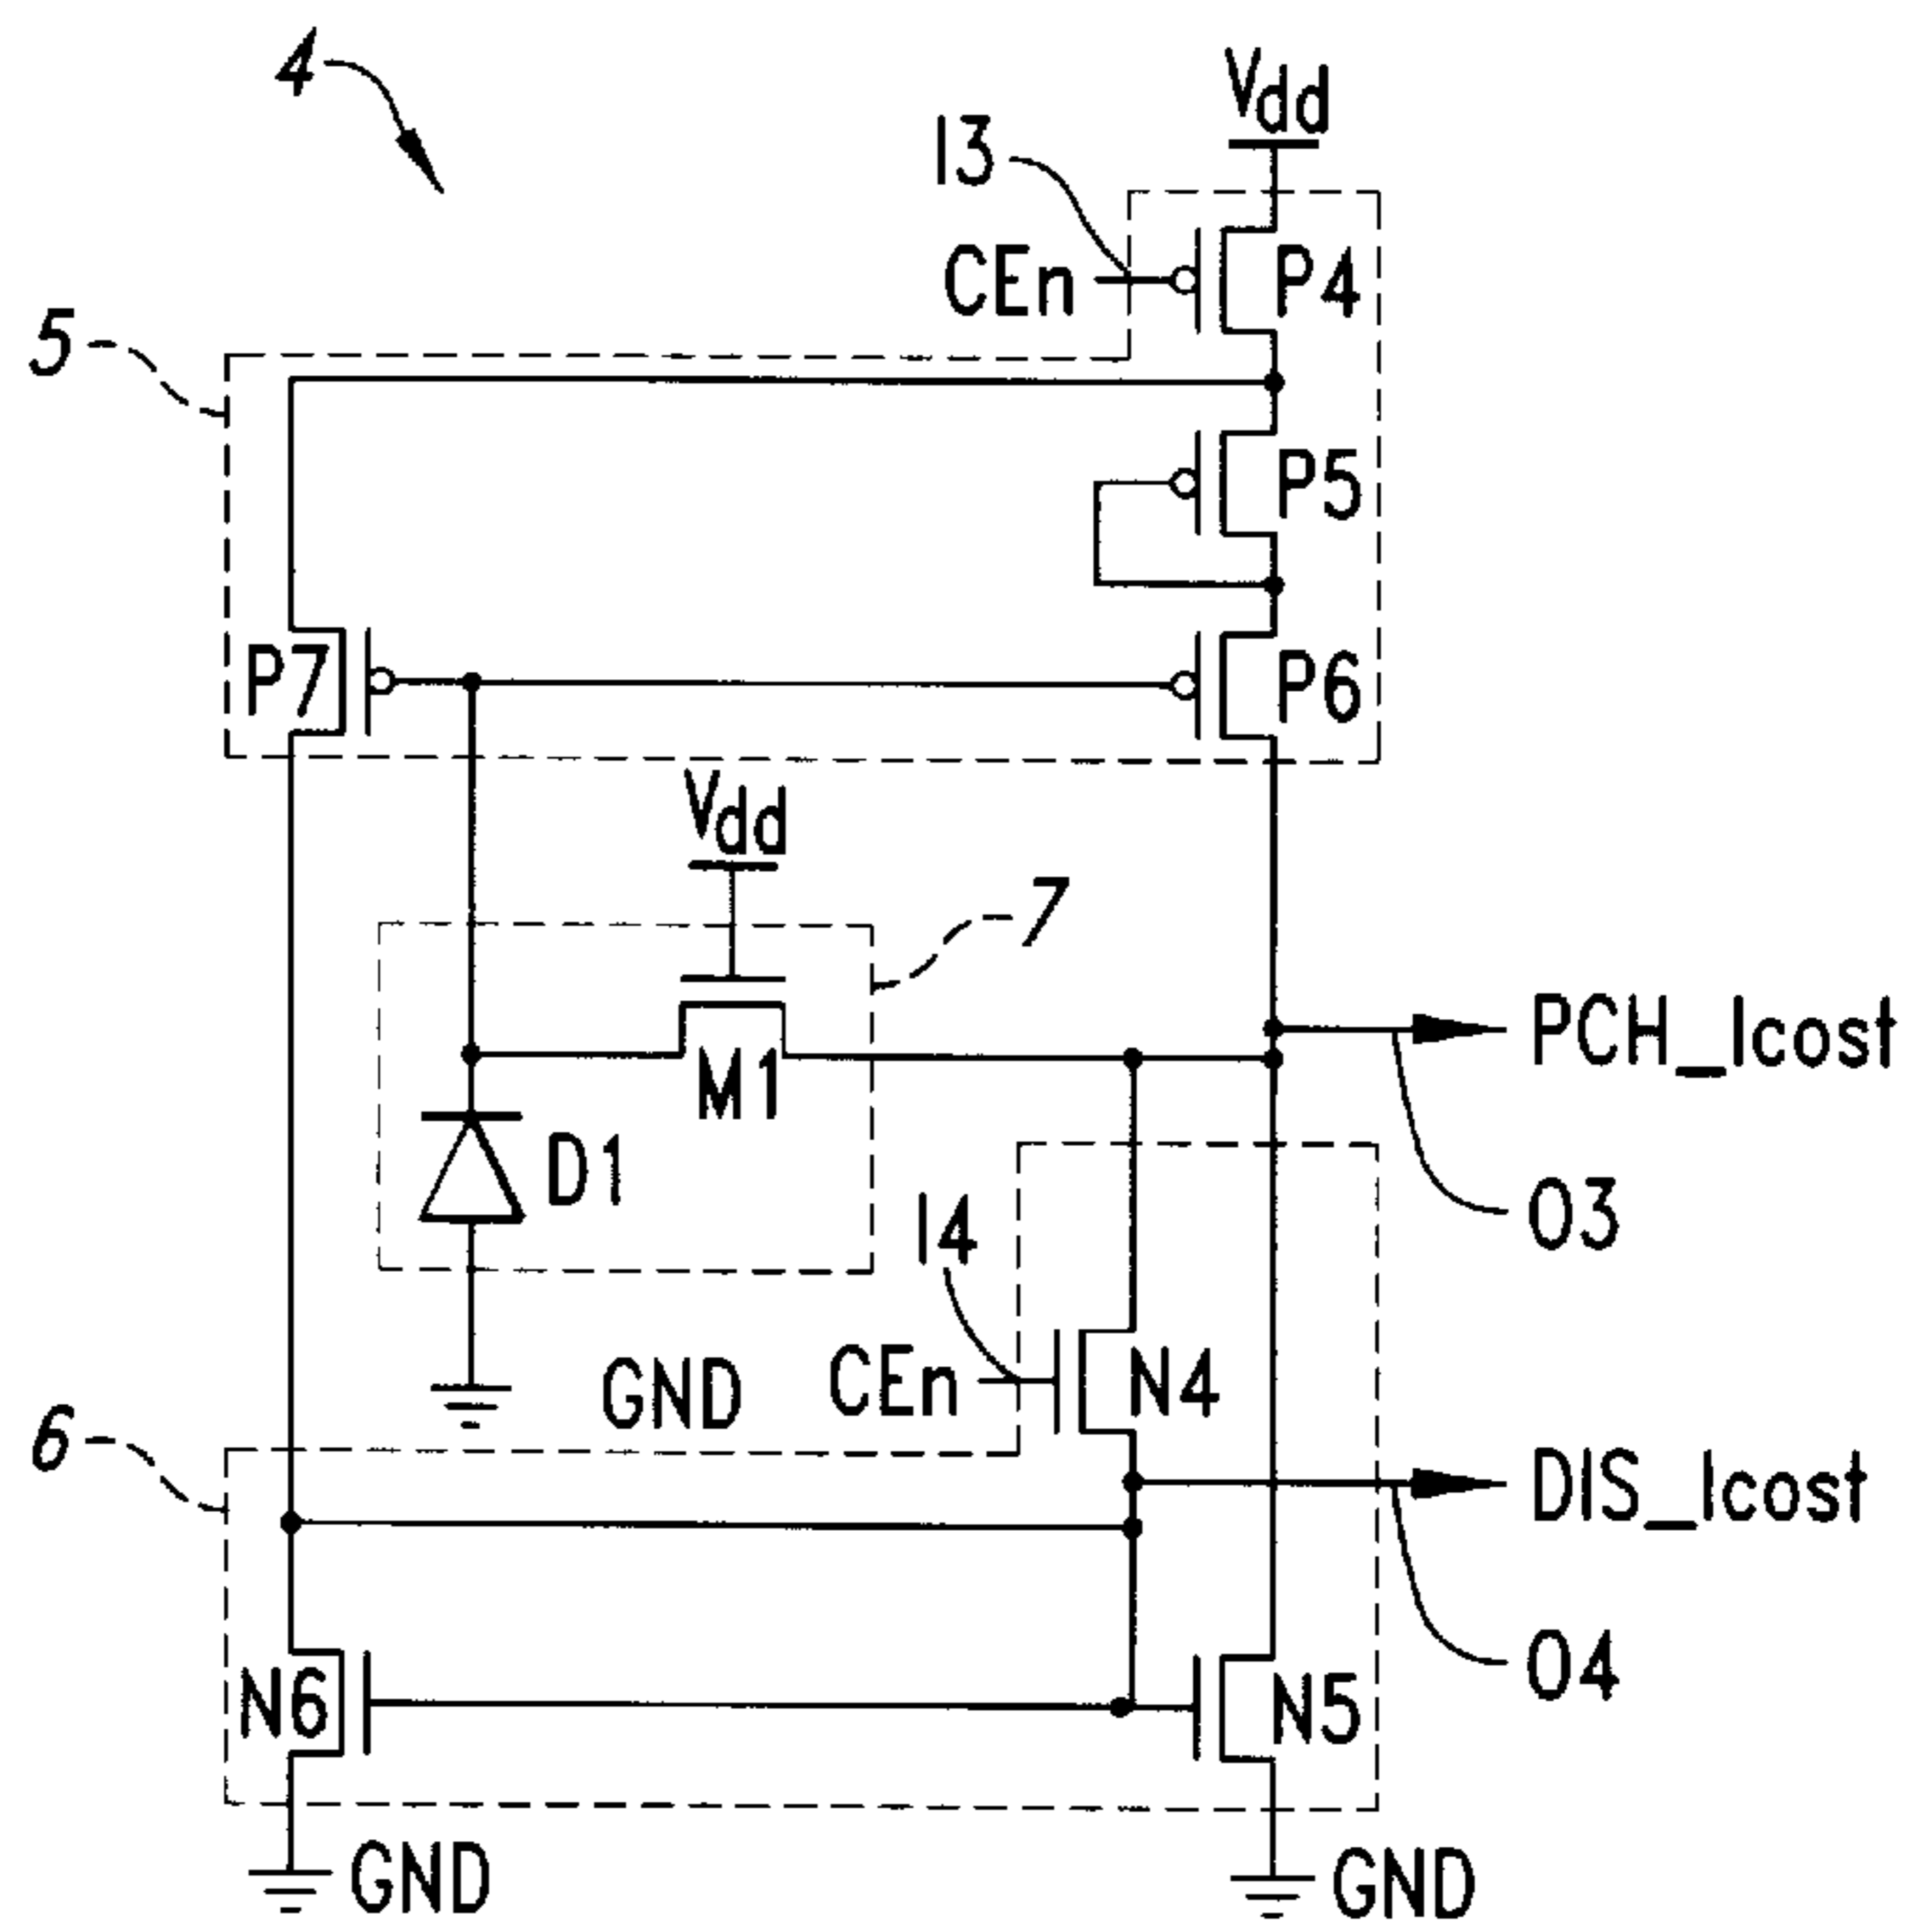 4
Vdd
I3
CEn
P4
5
P5
P7
P6
Vdd
7
M1
PCH_Icost
D1
O3
I4
CEn
N4
GND
6
DIS_Icost
O4
N6
N5
GND
GND